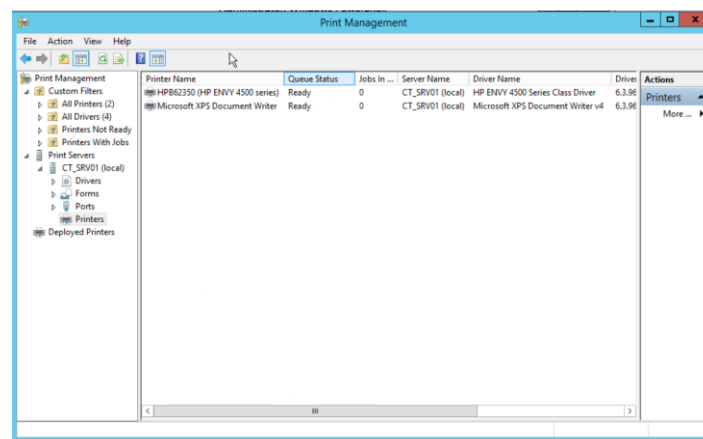 Print Management
File Action View Help
Print Management
Custom Filters
All Printers (2)
All Drivers (4)
Printers Not Ready
Printers With Jobs
Print Servers
CT_SRV01 (local)
Drivers
Forms
Ports
Printers
Deployed Printers
Printer Name Queue Status Jobs In ... Server Name Driver Name Driver
HPB62350 (HP ENVY 4500 series) Ready 0 CT_SRV01 (local) HP ENVY 4500 Series Class Driver 6.3.96
Microsoft XPS Document Writer Ready 0 CT_SRV01 (local) Microsoft XPS Document Writer v4 6.3.96
Actions
Printers
More ...